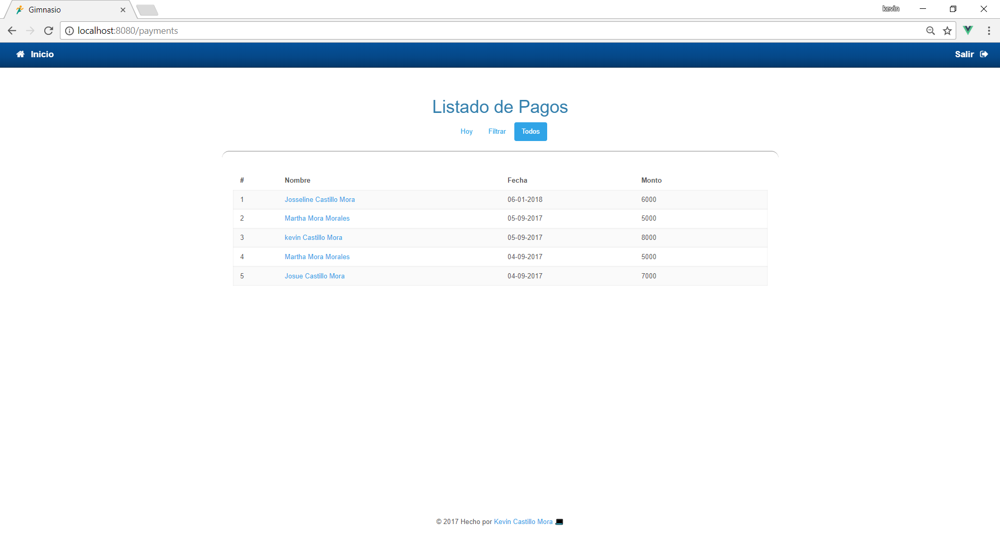 Gimnasio
kevin
localhost:8080/payments
Inicio
Salir
Listado de Pagos
Hoy Filtrar Todos
# Nombre Fecha Monto
1 Josseline Castillo Mora 06-01-2018 6000
2 Martha Mora Morales 05-09-2017 5000
3 kevin Castillo Mora 05-09-2017 8000
4 Martha Mora Morales 04-09-2017 5000
5 Josue Castillo Mora 04-09-2017 7000
© 2017 Hecho por Kevin Castillo Mora